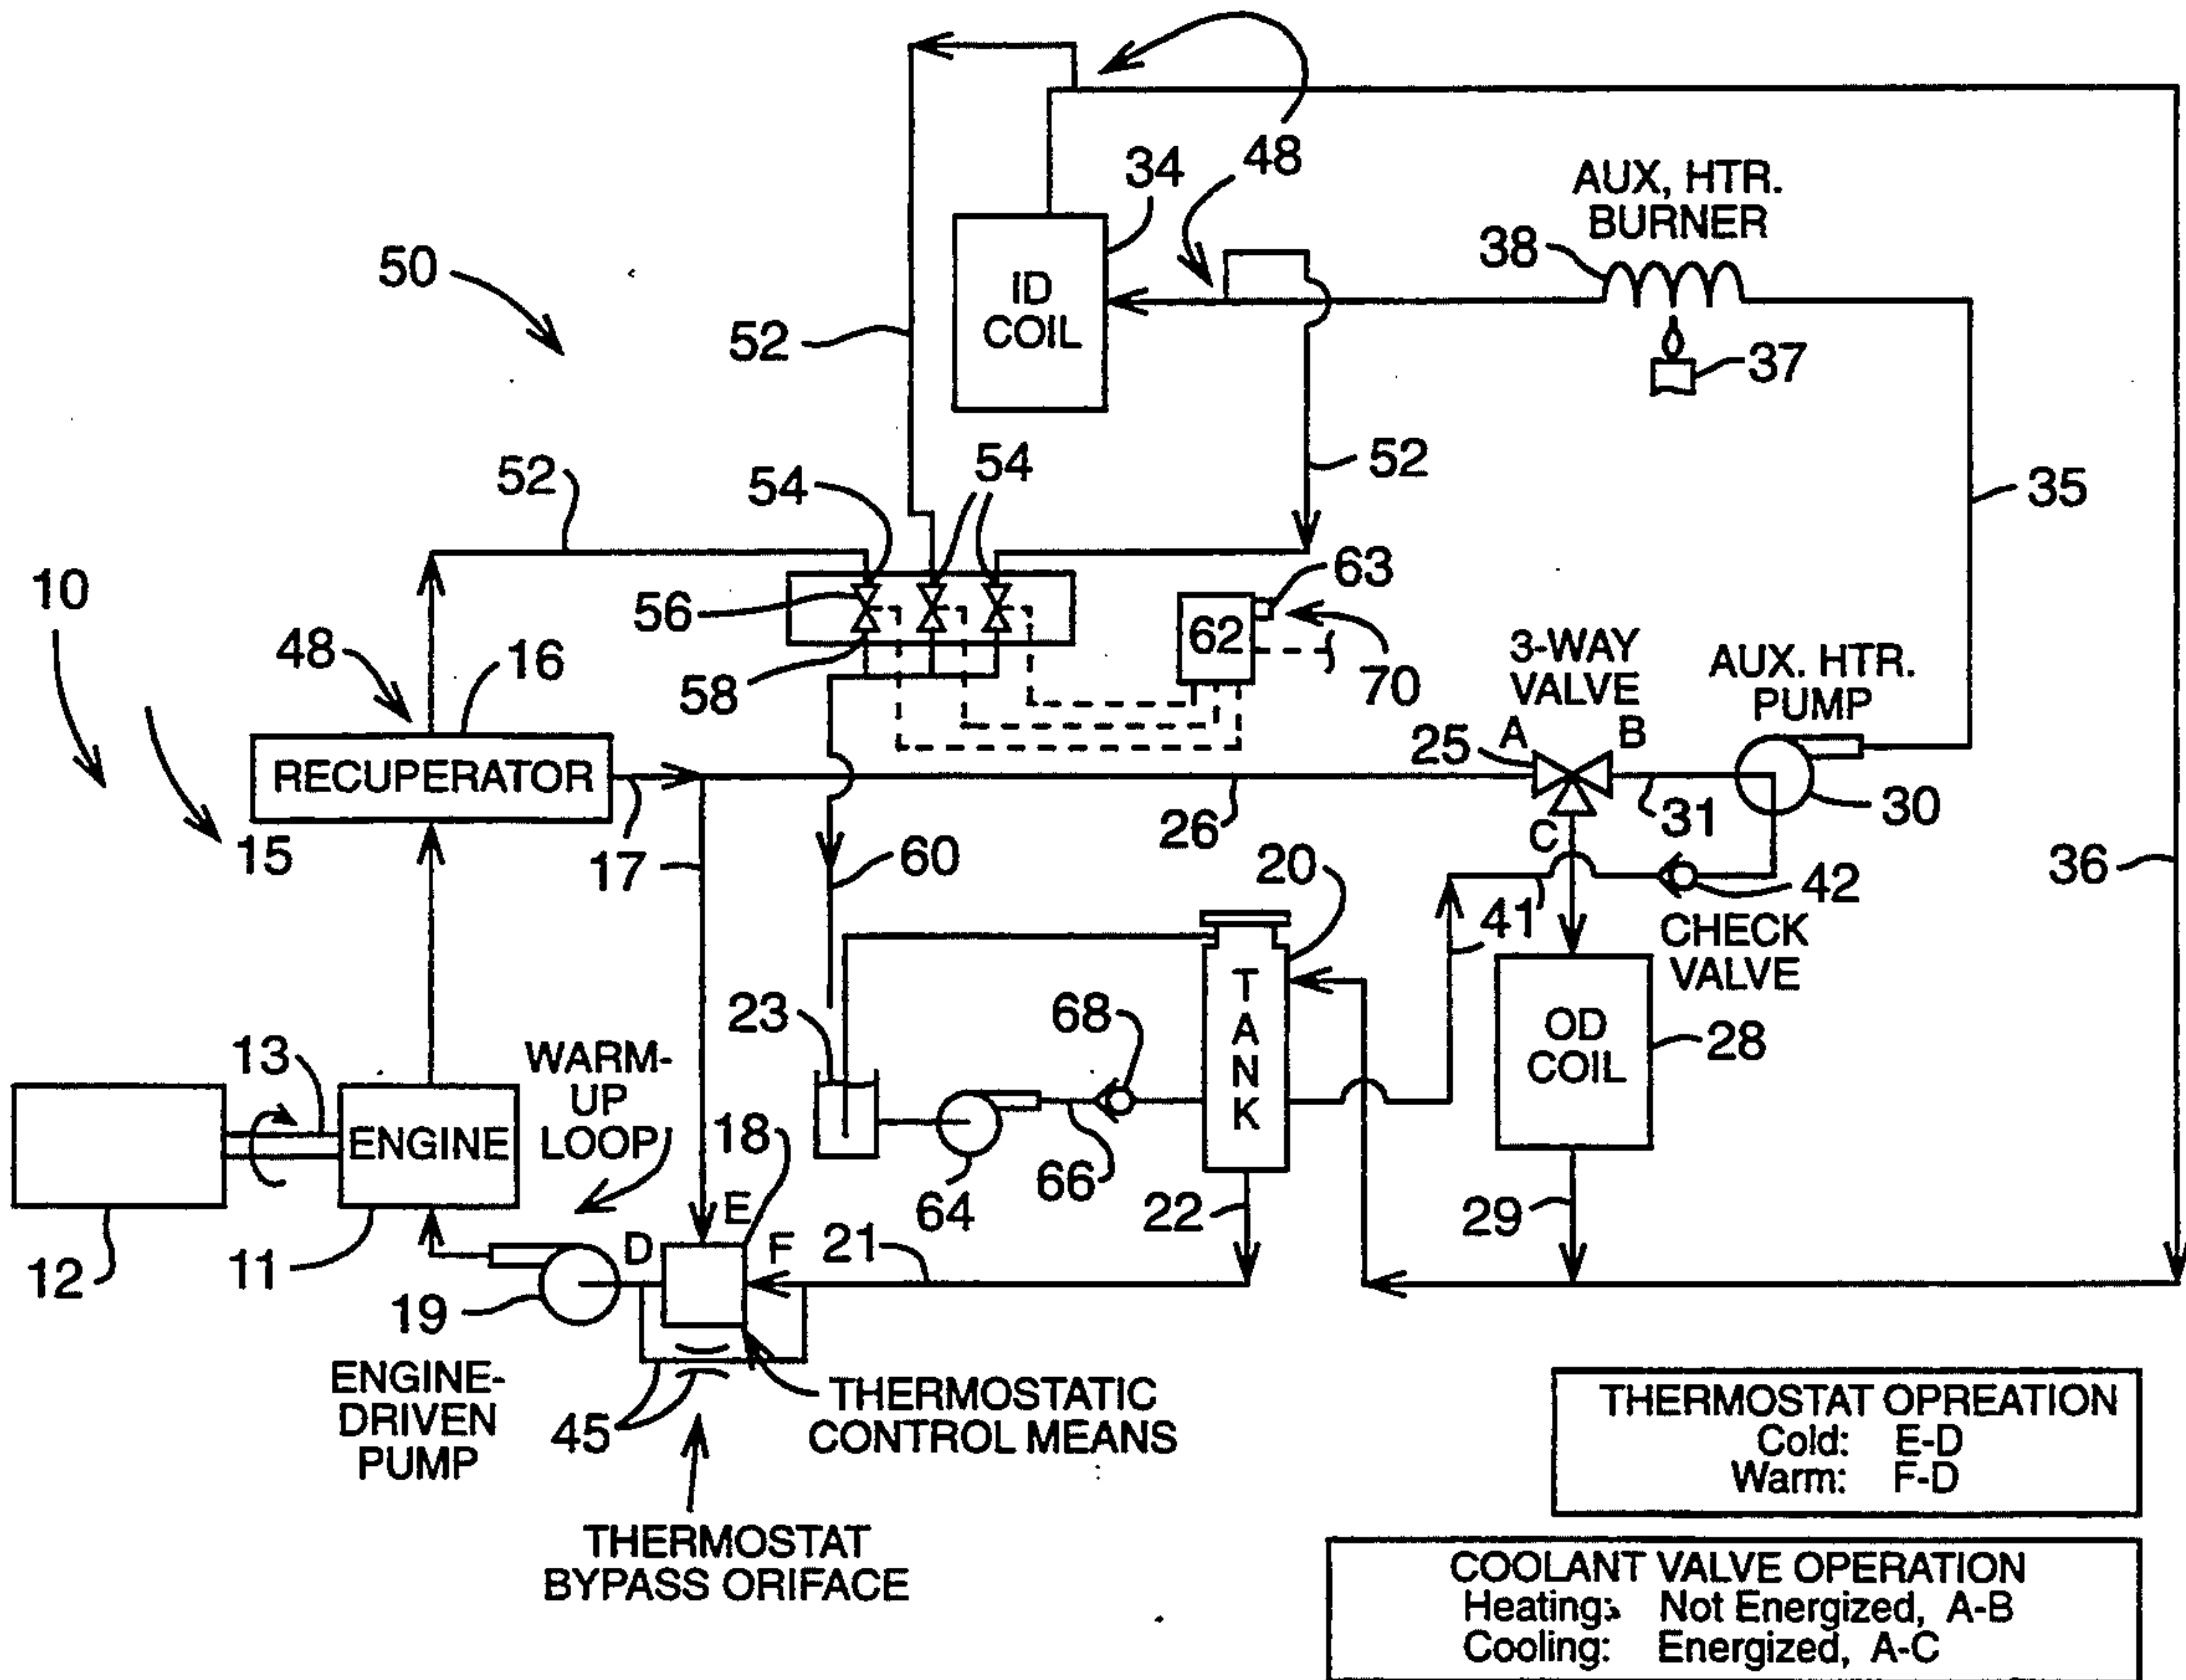 48
34
AUX, HTR.
BURNER
38
50
ID
COIL
52
37
54
54
52
52
35
10
56
63
62
48
16
58
70
3-WAY
VALVE
AUX. HTR.
PUMP
25
A
B
RECUPERATOR
30
15
26
31
C
17
60
20
42
36
41
CHECK
VALVE
TANK
23
68
OD
COIL
28
13
WARM-
UP
LOOP
ENGINE
18
64
66
22
29
E
D
F
21
12
11
19
ENGINE-
DRIVEN
PUMP
45
THERMOSTATIC
CONTROL MEANS
THERMOSTAT
BYPASS ORIFACE
THERMOSTAT OPREATION
Cold: E-D
Warm: F-D
COOLANT VALVE OPERATION
Heating: Not Energized, A-B
Cooling: Energized, A-C